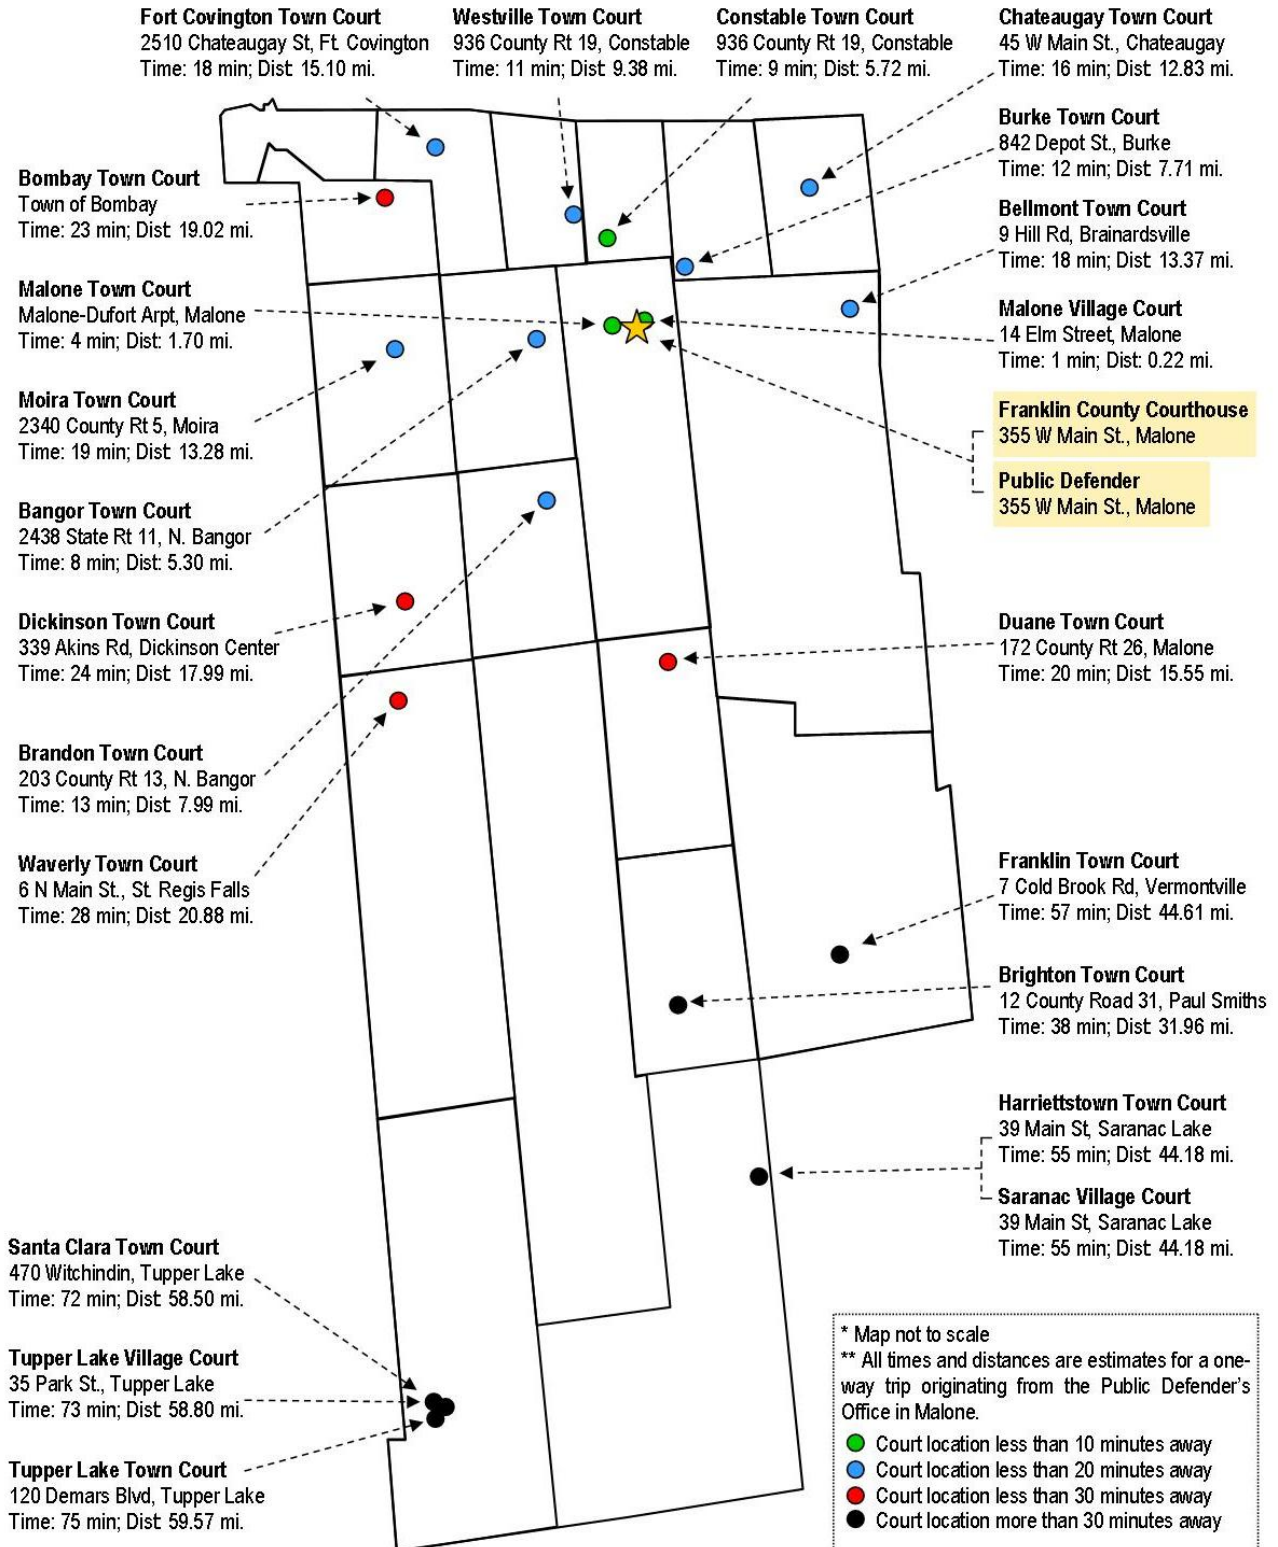 Fort Covington Town Court
2510 Chateaugay St, Ft. Covington
Time: 18 min; Dist: 15.10 mi.
Westville Town Court
936 County Rt 19, Constable
Time: 11 min; Dist: 9.38 mi.
Constable Town Court
936 County Rt 19, Constable
Time: 9 min; Dist: 5.72 mi.
Chateaugay Town Court
45 W Main St., Chateaugay
Time: 16 min; Dist: 12.83 mi.
Burke Town Court
842 Depot St., Burke
Time: 12 min; Dist: 7.71 mi.
Bombay Town Court
Town of Bombay
Time: 23 min; Dist: 19.02 mi.
Bellmont Town Court
9 Hill Rd, Brainardsville
Time: 18 min; Dist: 13.37 mi.
Malone Town Court
Malone-Dufort Arpt, Malone
Time: 4 min; Dist: 1.70 mi.
Malone Village Court
14 Elm Street, Malone
Time: 1 min; Dist: 0.22 mi.
Moira Town Court
2340 County Rt 5, Moira
Time: 19 min; Dist: 13.28 mi.
Franklin County Courthouse
355 W Main St., Malone
Public Defender
355 W Main St., Malone
Bangor Town Court
2438 State Rt 11, N. Bangor
Time: 8 min; Dist: 5.30 mi.
Dickinson Town Court
339 Akins Rd, Dickinson Center
Time: 24 min; Dist: 17.99 mi.
Duane Town Court
172 County Rt 26, Malone
Time: 20 min; Dist: 15.55 mi.
Brandon Town Court
203 County Rt 13, N. Bangor
Time: 13 min; Dist: 7.99 mi.
Waverly Town Court
6 N Main St., St. Regis Falls
Time: 28 min; Dist: 20.88 mi.
Franklin Town Court
7 Cold Brook Rd, Vermontville
Time: 57 min; Dist: 44.61 mi.
Brighton Town Court
12 County Road 31, Paul Smiths
Time: 38 min; Dist: 31.96 mi.
Harriettstown Town Court
39 Main St, Saranac Lake
Time: 55 min; Dist: 44.18 mi.
Saranac Village Court
39 Main St, Saranac Lake
Time: 55 min; Dist: 44.18 mi.
Santa Clara Town Court
470 Witchindin, Tupper Lake
Time: 72 min; Dist: 58.50 mi.
Tupper Lake Village Court
35 Park St., Tupper Lake
Time: 73 min; Dist: 58.80 mi.
Tupper Lake Town Court
120 Demars Blvd, Tupper Lake
Time: 75 min; Dist: 59.57 mi.
* Map not to scale
** All times and distances are estimates for a one-
way trip originating from the Public Defender's
Office in Malone.
Court location less than 10 minutes away
Court location less than 20 minutes away
Court location less than 30 minutes away
Court location more than 30 minutes away